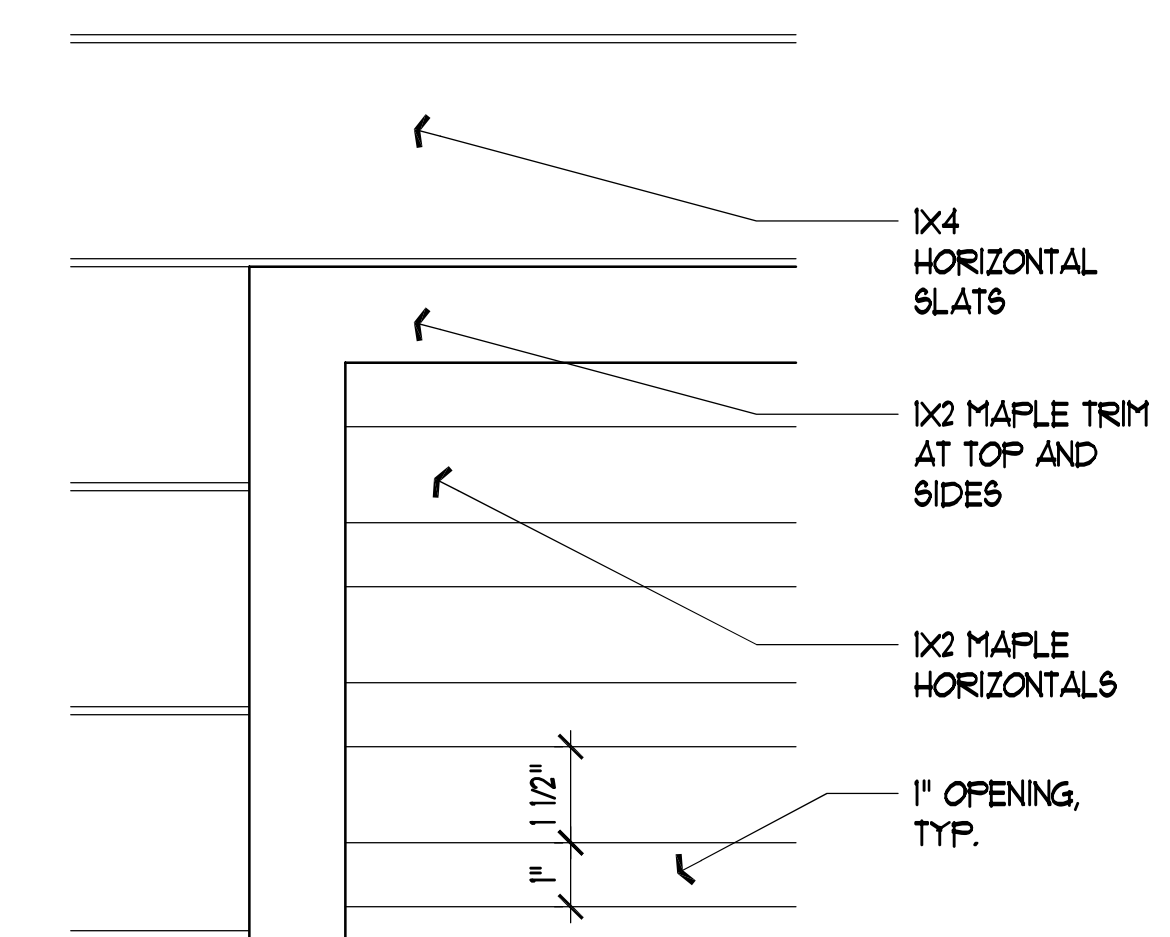 1X4
HORIZONTAL
SLATS
1X2 MAPLE TRIM
AT TOP AND
SIDES
1X2 MAPLE
HORIZONTALS
1 1/2"
1" OPENING,
TYP.
1"